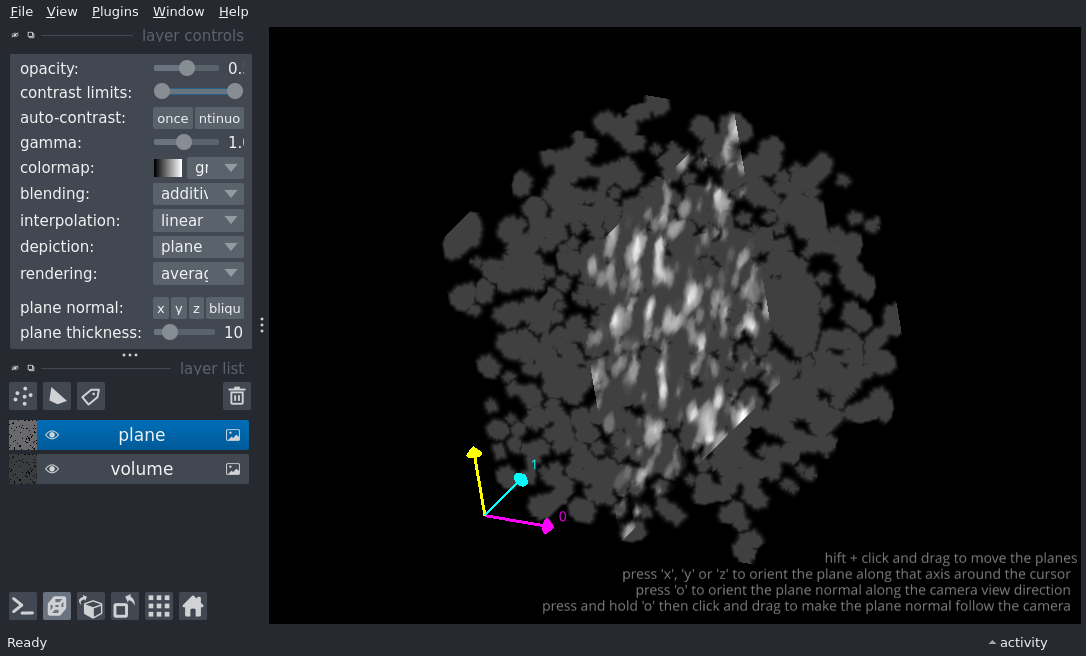 File View Plugins Window Help
layer controls
opacity: 0.
contrast limits:
auto-contrast: once ntinuo
gamma: 1.
colormap: gr
blending: additiv
interpolation: linear
depiction: plane
rendering: averag
plane normal: x y z bliqu
plane thickness: 10
layer list
plane
volume
1
0
hift + click and drag to move the planes
press 'x', 'y' or 'z' to orient the plane along that axis around the cursor
press 'o' to orient the plane normal along the camera view direction
press and hold 'o' then click and drag to make the plane normal follow the camera
Ready activity